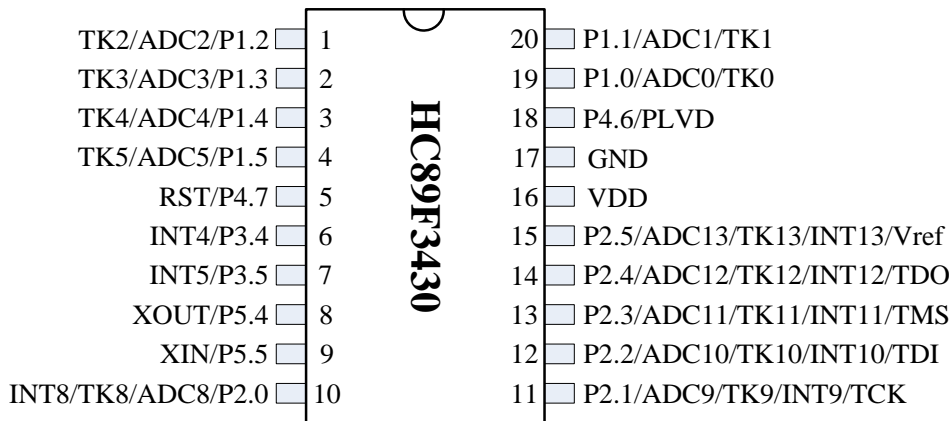 TK2/ADC2/P1.2 1 20 P1.1/ADC1/TK1
TK3/ADC3/P1.3 2 19 P1.0/ADC0/TK0
TK4/ADC4/P1.4 3 18 P4.6/PLVD
TK5/ADC5/P1.5 4 17 GND
RST/P4.7 5 16 VDD
INT4/P3.4 6 15 P2.5/ADC13/TK13/INT13/Vref
INT5/P3.5 7 14 P2.4/ADC12/TK12/INT12/TDO
XOUT/P5.4 8 13 P2.3/ADC11/TK11/INT11/TMS
XIN/P5.5 9 12 P2.2/ADC10/TK10/INT10/TDI
INT8/TK8/ADC8/P2.0 10 11 P2.1/ADC9/TK9/INT9/TCK
HC89F3430